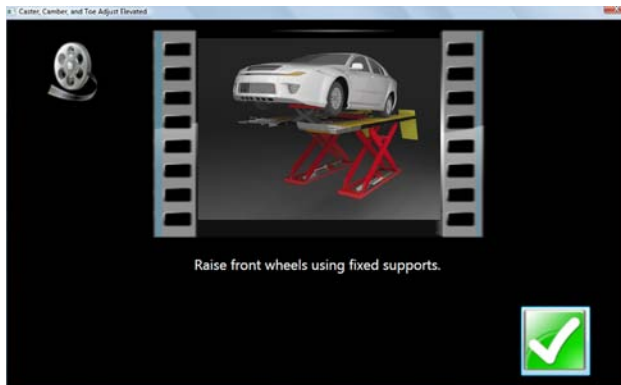 Caster, Camber, and Toe Adjust Elevated
Raise front wheels using fixed supports.